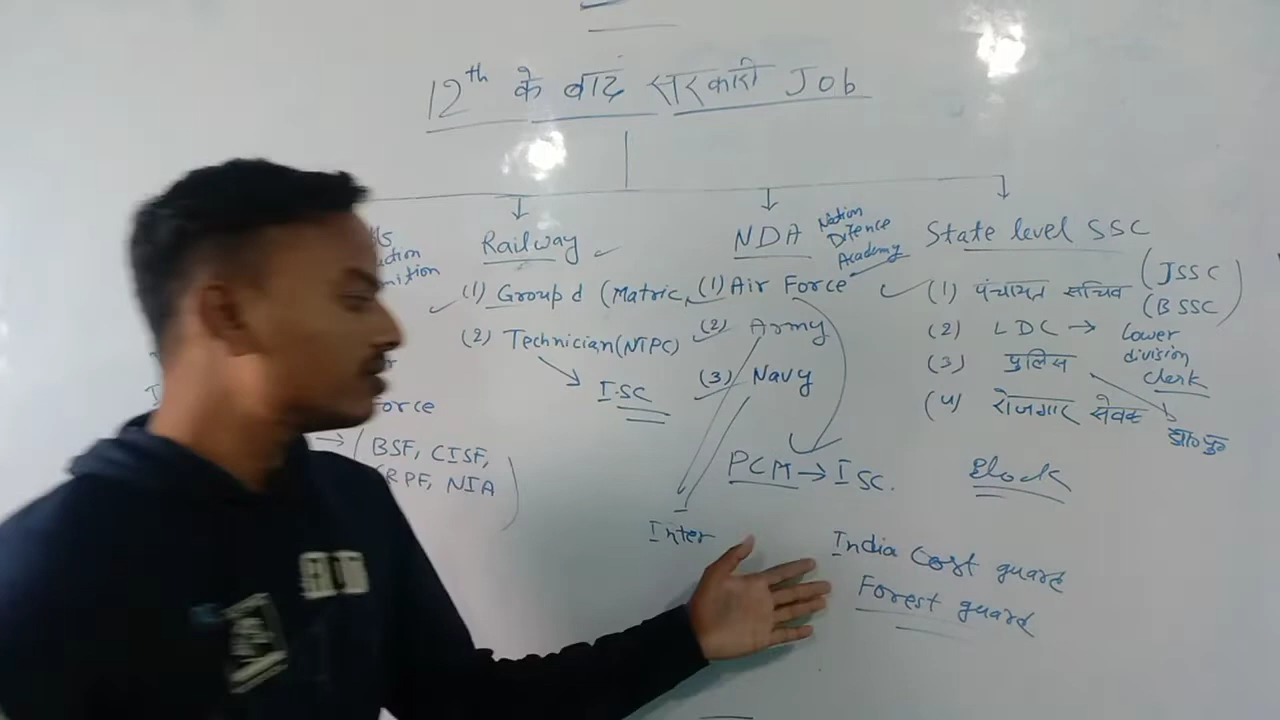 12th के बाद सरकारी Job
Railway
(1) Group d (Matric,
(2) Technician (NTPC)
I.SC
NDA Nation Difence Academy
(1) Air Force
(2) Army
(3) Navy
PCM → I SC.
Inter
State level SSC
(1) पंचायत सचिव (JSSC)
(BSSC)
(2) LDC → Lower division Clerk
(3) पुलिस
(4) रोजगार सेवक
Block
India Cost guard
Forest guard
orce
→ (BSF, CISF,
RPF, NIA)